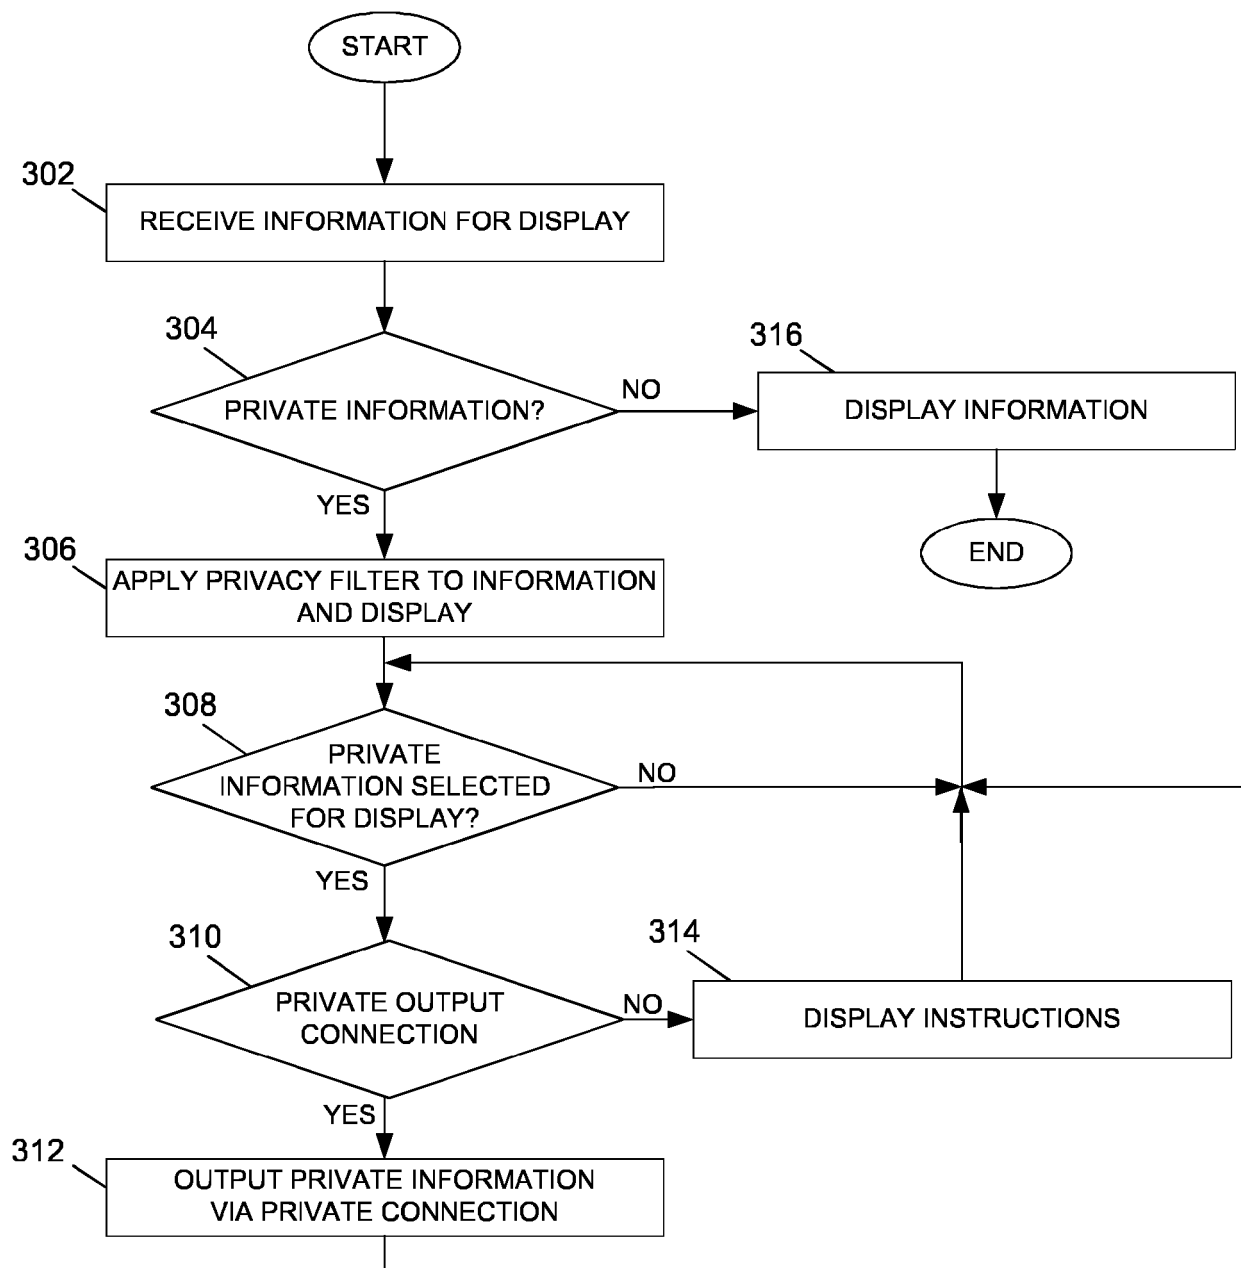 START
302
RECEIVE INFORMATION FOR DISPLAY
304
PRIVATE INFORMATION?
NO
316
DISPLAY INFORMATION
END
YES
306
APPLY PRIVACY FILTER TO INFORMATION
AND DISPLAY
308
PRIVATE
INFORMATION SELECTED
FOR DISPLAY?
NO
YES
310
PRIVATE OUTPUT
CONNECTION
NO
314
DISPLAY INSTRUCTIONS
YES
312
OUTPUT PRIVATE INFORMATION
VIA PRIVATE CONNECTION